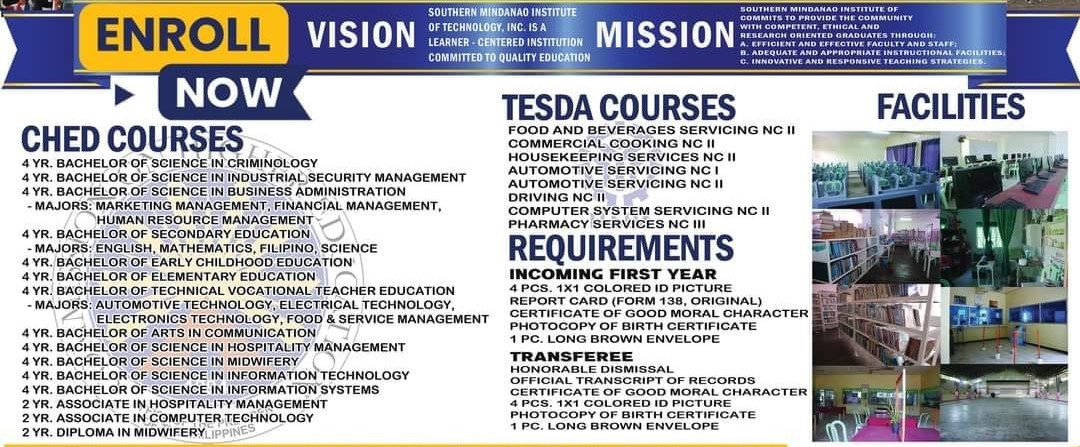 ENROLL
NOW
VISION
SOUTHERN MINDANAO INSTITUTE
OF TECHNOLOGY, INC. IS A
LEARNER - CENTERED INSTITUTION
COMMITTED TO QUALITY EDUCATION
MISSION
SOUTHERN MINDANAO INSTITUTE OF
COMMITS TO PROVIDE THE COMMUNITY
WITH COMPETENT, ETHICAL AND
RESEARCH ORIENTED GRADUATES THROUGH:
A. EFFICIENT AND EFFECTIVE FACULTY AND STAFF;
B. ADEQUATE AND APPROPRIATE INSTRUCTIONAL FACILITIES;
C. INNOVATIVE AND RESPONSIVE TEACHING STRATEGIES.
CHED COURSES
4 YR. BACHELOR OF SCIENCE IN CRIMINOLOGY
4 YR. BACHELOR OF SCIENCE IN INDUSTRIAL SECURITY MANAGEMENT
4 YR. BACHELOR OF SCIENCE IN BUSINESS ADMINISTRATION
- MAJORS: MARKETING MANAGEMENT, FINANCIAL MANAGEMENT,
HUMAN RESOURCE MANAGEMENT
4 YR. BACHELOR OF SECONDARY EDUCATION
- MAJORS: ENGLISH, MATHEMATICS, FILIPINO, SCIENCE
4 YR. BACHELOR OF EARLY CHILDHOOD EDUCATION
4 YR. BACHELOR OF ELEMENTARY EDUCATION
4 YR. BACHELOR OF TECHNICAL VOCATIONAL TEACHER EDUCATION
- MAJORS: AUTOMOTIVE TECHNOLOGY, ELECTRICAL TECHNOLOGY,
ELECTRONICS TECHNOLOGY, FOOD & SERVICE MANAGEMENT
4 YR. BACHELOR OF ARTS IN COMMUNICATION
4 YR. BACHELOR OF SCIENCE IN HOSPITALITY MANAGEMENT
4 YR. BACHELOR OF SCIENCE IN MIDWIFERY
4 YR. BACHELOR OF SCIENCE IN INFORMATION TECHNOLOGY
4 YR. BACHELOR OF SCIENCE IN INFORMATION SYSTEMS
2 YR. ASSOCIATE IN HOSPITALITY MANAGEMENT
2 YR. ASSOCIATE IN COMPUTER TECHNOLOGY
2 YR. DIPLOMA IN MIDWIFERY
TESDA COURSES
FOOD AND BEVERAGES SERVICING NC II
COMMERCIAL COOKING NC II
HOUSEKEEPING SERVICES NC II
AUTOMOTIVE SERVICING NC I
AUTOMOTIVE SERVICING NC II
DRIVING NC II
COMPUTER SYSTEM SERVICING NC II
PHARMACY SERVICES NC III
REQUIREMENTS
INCOMING FIRST YEAR
4 PCS. 1X1 COLORED ID PICTURE
REPORT CARD (FORM 138, ORIGINAL)
CERTIFICATE OF GOOD MORAL CHARACTER
PHOTOCOPY OF BIRTH CERTIFICATE
1 PC. LONG BROWN ENVELOPE
TRANSFEREE
HONORABLE DISMISSAL
OFFICIAL TRANSCRIPT OF RECORDS
CERTIFICATE OF GOOD MORAL CHARACTER
4 PCS. 1X1 COLORED ID PICTURE
PHOTOCOPY OF BIRTH CERTIFICATE
1 PC. LONG BROWN ENVELOPE
FACILITIES